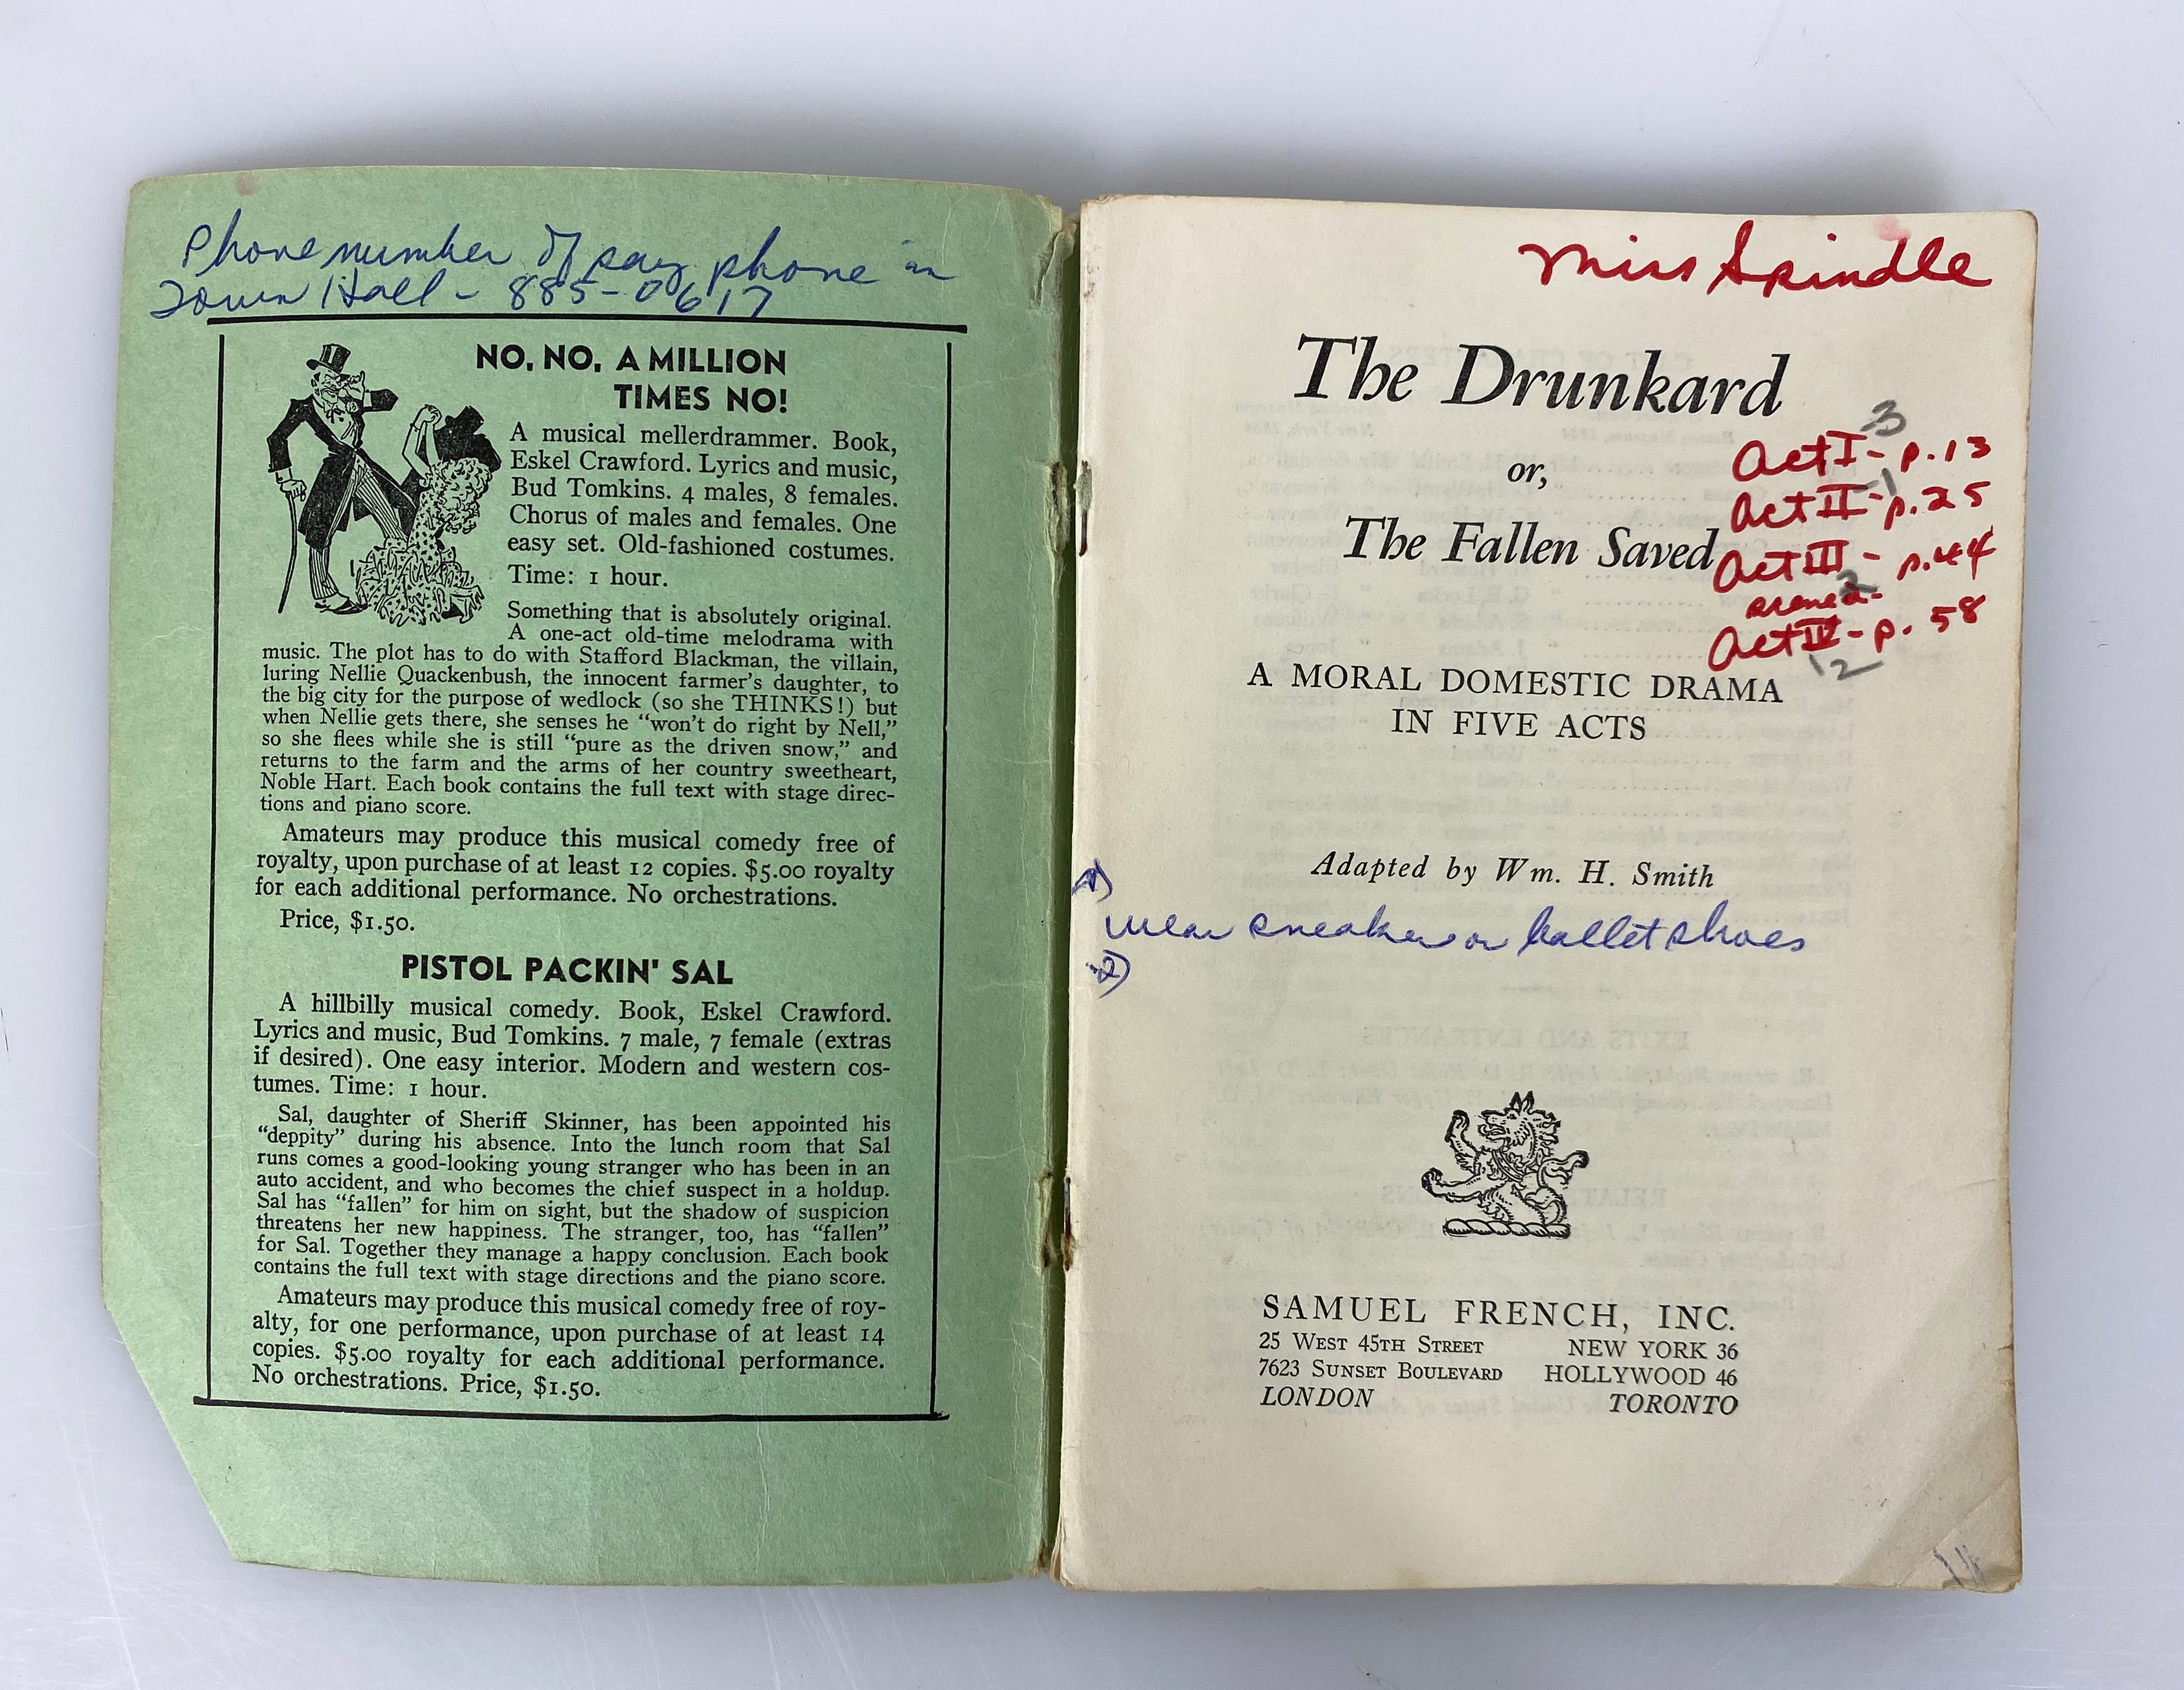 Phone number of pay phone in
Town Hall - 885-0617
NO, NO, A MILLION
TIMES NO!
A musical mellerdrammer. Book,
Eskel Crawford. Lyrics and music,
Bud Tomkins. 4 males, 8 females.
Chorus of males and females. One
easy set. Old-fashioned costumes.
Time: 1 hour.
Something that is absolutely original.
A one-act old-time melodrama with
music. The plot has to do with Stafford Blackman, the villain,
luring Nellie Quackenbush, the innocent farmer's daughter, to
the big city for the purpose of wedlock (so she THINKS!) but
when Nellie gets there, she senses he "won't do right by Nell,"
so she flees while she is still "pure as the driven snow," and
returns to the farm and the arms of her country sweetheart,
Noble Hart. Each book contains the full text with stage direc-
tions and piano score.
Amateurs may produce this musical comedy free of
royalty, upon purchase of at least 12 copies. $5.00 royalty
for each additional performance. No orchestrations.
Price, $1.50.
PISTOL PACKIN' SAL
A hillbilly musical comedy. Book, Eskel Crawford.
Lyrics and music, Bud Tomkins. 7 male, 7 female (extras
if desired). One easy interior. Modern and western cos-
tumes. Time: 1 hour.
Sal, daughter of Sheriff Skinner, has been appointed his
"deppity" during his absence. Into the lunch room that Sal
runs comes a good-looking young stranger who has been in an
auto accident, and who becomes the chief suspect in a holdup.
Sal has "fallen" for him on sight, but the shadow of suspicion
threatens her new happiness. The stranger, too, has "fallen"
for Sal. Together they manage a happy conclusion. Each book
contains the full text with stage directions and the piano score.
Amateurs may produce this musical comedy free of roy-
alty, for one performance, upon purchase of at least 14
copies. $5.00 royalty for each additional performance.
No orchestrations. Price, $1.50.
Miss Spindle
The Drunkard
3
Act I - p. 13
or,
1
Act II - p. 25
The Fallen Saved
Act III - p. 44
scene 2 -
Act IV - p. 58
12
A MORAL DOMESTIC DRAMA
IN FIVE ACTS
Adapted by Wm. H. Smith
wear sneakers or ballet shoes
SAMUEL FRENCH, INC.
25 WEST 45TH STREET NEW YORK 36
7623 SUNSET BOULEVARD HOLLYWOOD 46
LONDON TORONTO